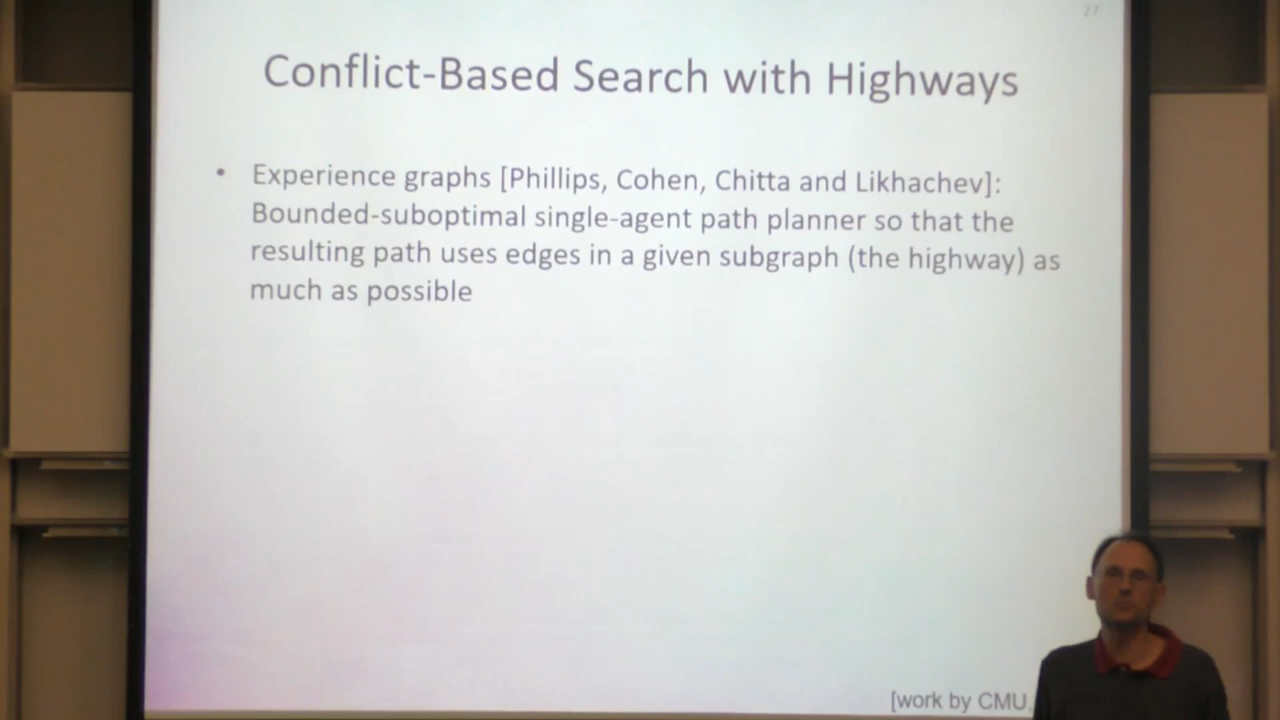 27
Conflict-Based Search with Highways
• Experience graphs [Phillips, Cohen, Chitta and Likhachev]:
Bounded-suboptimal single-agent path planner so that the
resulting path uses edges in a given subgraph (the highway) as
much as possible
[work by CMU